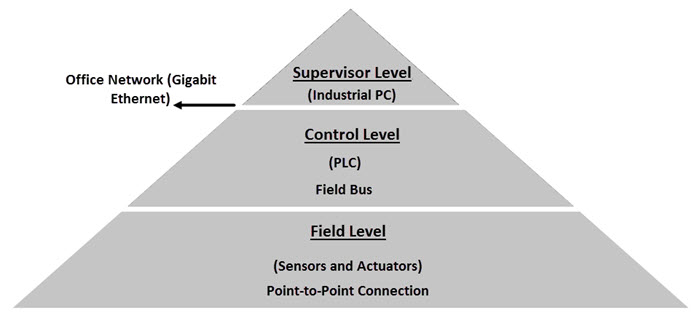 Supervisor Level
(Industrial PC)
Office Network (Gigabit
Ethernet)
Control Level
(PLC)
Field Bus
Field Level
(Sensors and Actuators)
Point-to-Point Connection